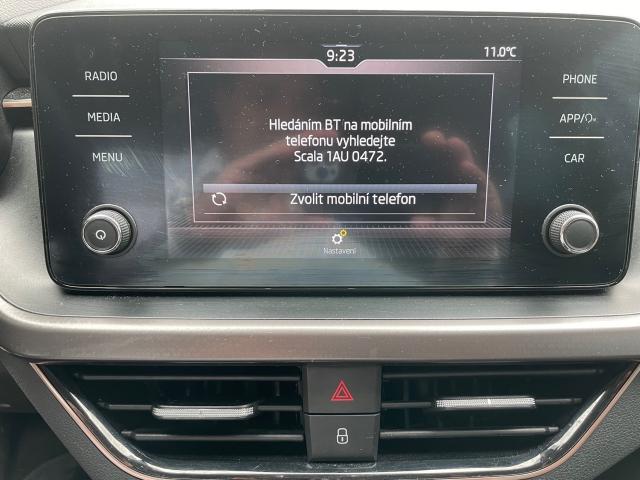 9:23
11.0°C
RADIO
MEDIA
MENU
Hledáním BT na mobilním
telefonu vyhledejte
Scala 1AU 0472.
Zvolit mobilní telefon
Nastavení
PHONE
APP/
CAR